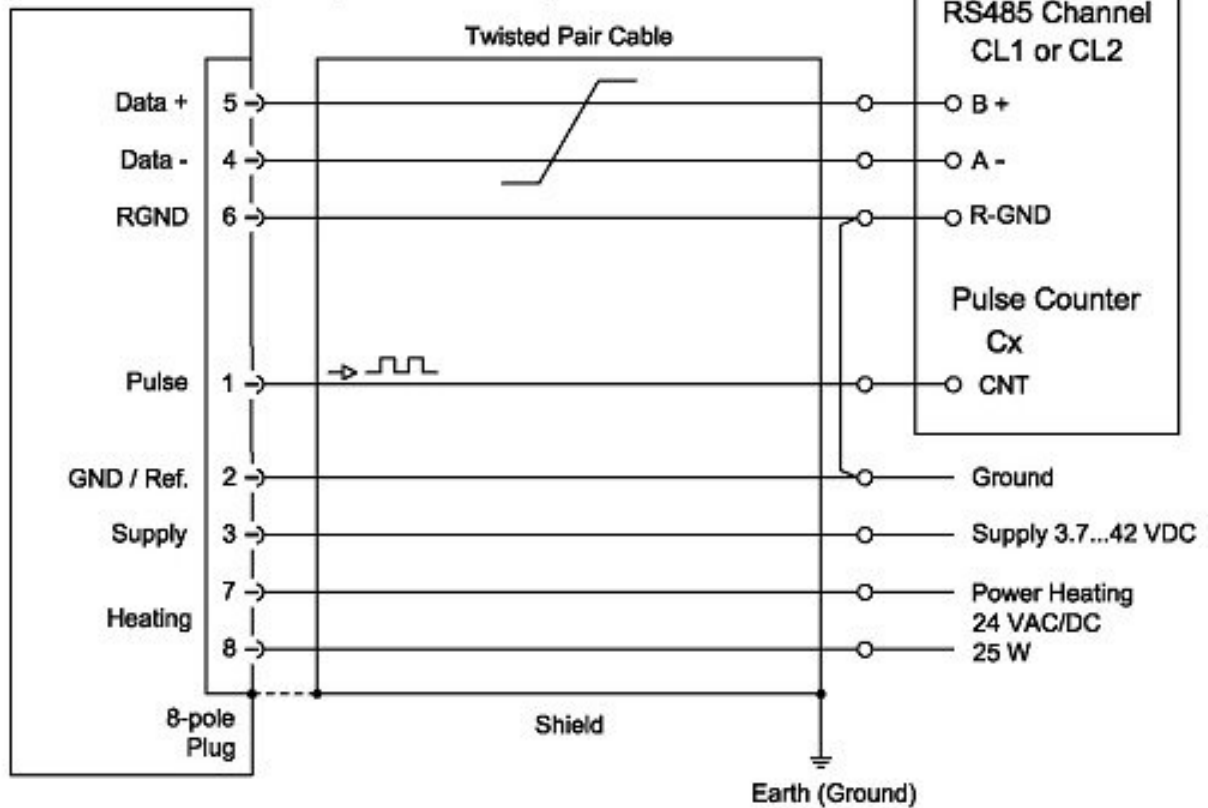 RS485 Channel
CL1 or CL2
Twisted Pair Cable
Data +
5
B +
Data -
4
A -
RGND
6
R-GND
Pulse Counter
Cx
Pulse
1
CNT
GND / Ref.
2
Ground
Supply
3
Supply 3.7...42 VDC
7
Power Heating
Heating
24 VAC/DC
8
25 W
8-pole
Plug
Shield
Earth (Ground)